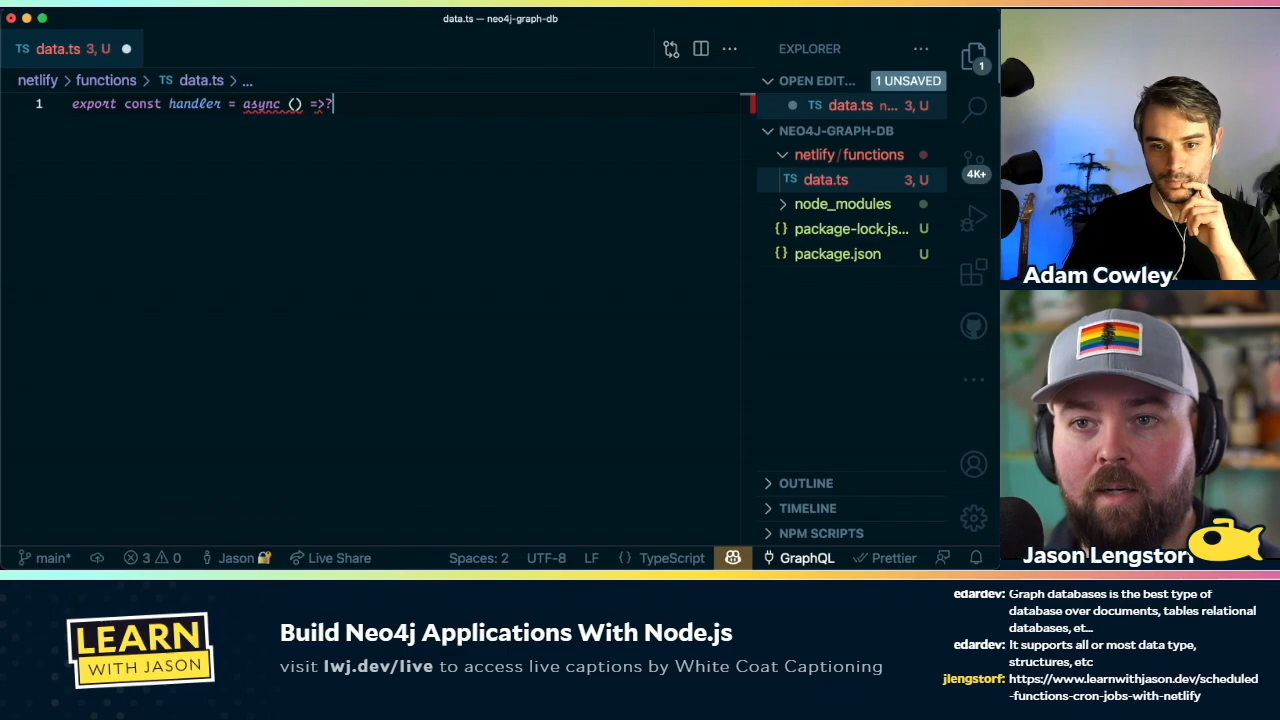 data.ts — neo4j-graph-db
TS data.ts 3, U
netlify > functions > TS data.ts > ...
1 export const handler = async () =>?
EXPLORER
OPEN EDIT... 1 UNSAVED
TS data.ts n... 3, U
NEO4J-GRAPH-DB
netlify / functions
TS data.ts 3, U
node_modules
{} package-lock.js... U
{} package.json U
OUTLINE
TIMELINE
NPM SCRIPTS
1
4K+
main* 3 0 Jason 🔐 Live Share Spaces: 2 UTF-8 LF {} TypeScript GraphQL Prettier
Adam Cowley
Jason Lengstorf
LEARN
WITH JASON
Build Neo4j Applications With Node.js
visit lwj.dev/live to access live captions by White Coat Captioning
edardev: Graph databases is the best type of
database over documents, tables relational
databases, et...
edardev: It supports all or most data type,
structures, etc
jlengstorf: https://www.learnwithjason.dev/scheduled
-functions-cron-jobs-with-netlify